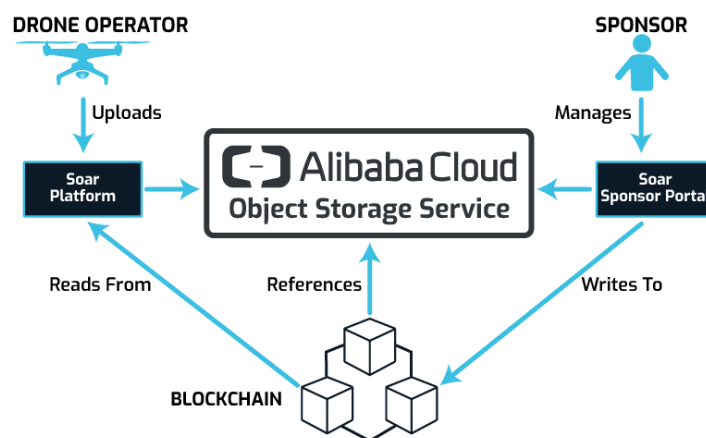 DRONE OPERATOR
SPONSOR
Uploads
Manages
Alibaba Cloud
Object Storage Service
Soar
Platform
Soar
Sponsor Portal
Reads From
References
Writes To
BLOCKCHAIN